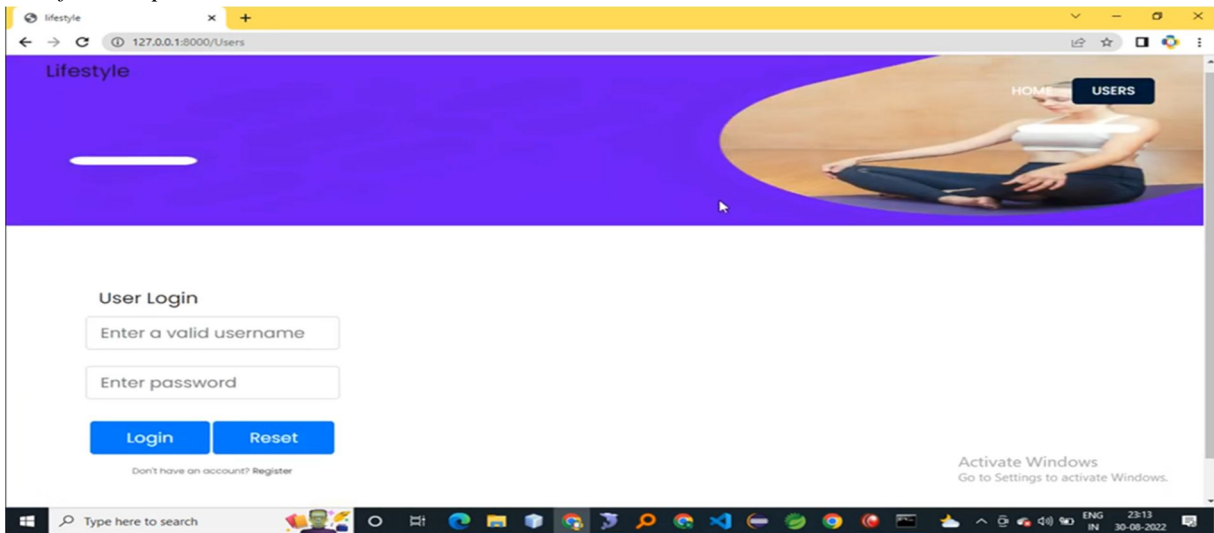 lifestyle
127.0.0.1:8000/Users
Lifestyle
HOME
USERS
User Login
Enter a valid username
Enter password
Login
Reset
Don't have an account? Register
Activate Windows
Go to Settings to activate Windows.
Type here to search
ENG
IN
23:13
30-08-2022